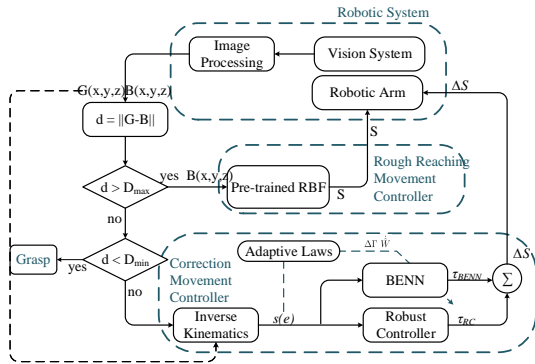 Robotic System
Image
Processing
Vision System
Robotic Arm
ΔS
G(x,y,z)
B(x,y,z)
d = ||G-B||
S
Rough Reaching
Movement
Controller
d > Dmax
yes
B(x,y,z)
Pre-trained RBF
S
no
d < Dmin
yes
Grasp
no
Correction
Movement
Controller
Adaptive Laws
ΔΓ Ẇ
ΔS
BENN
τBENN
Σ
Inverse
Kinematics
s(e)
Robust
Controller
τRC